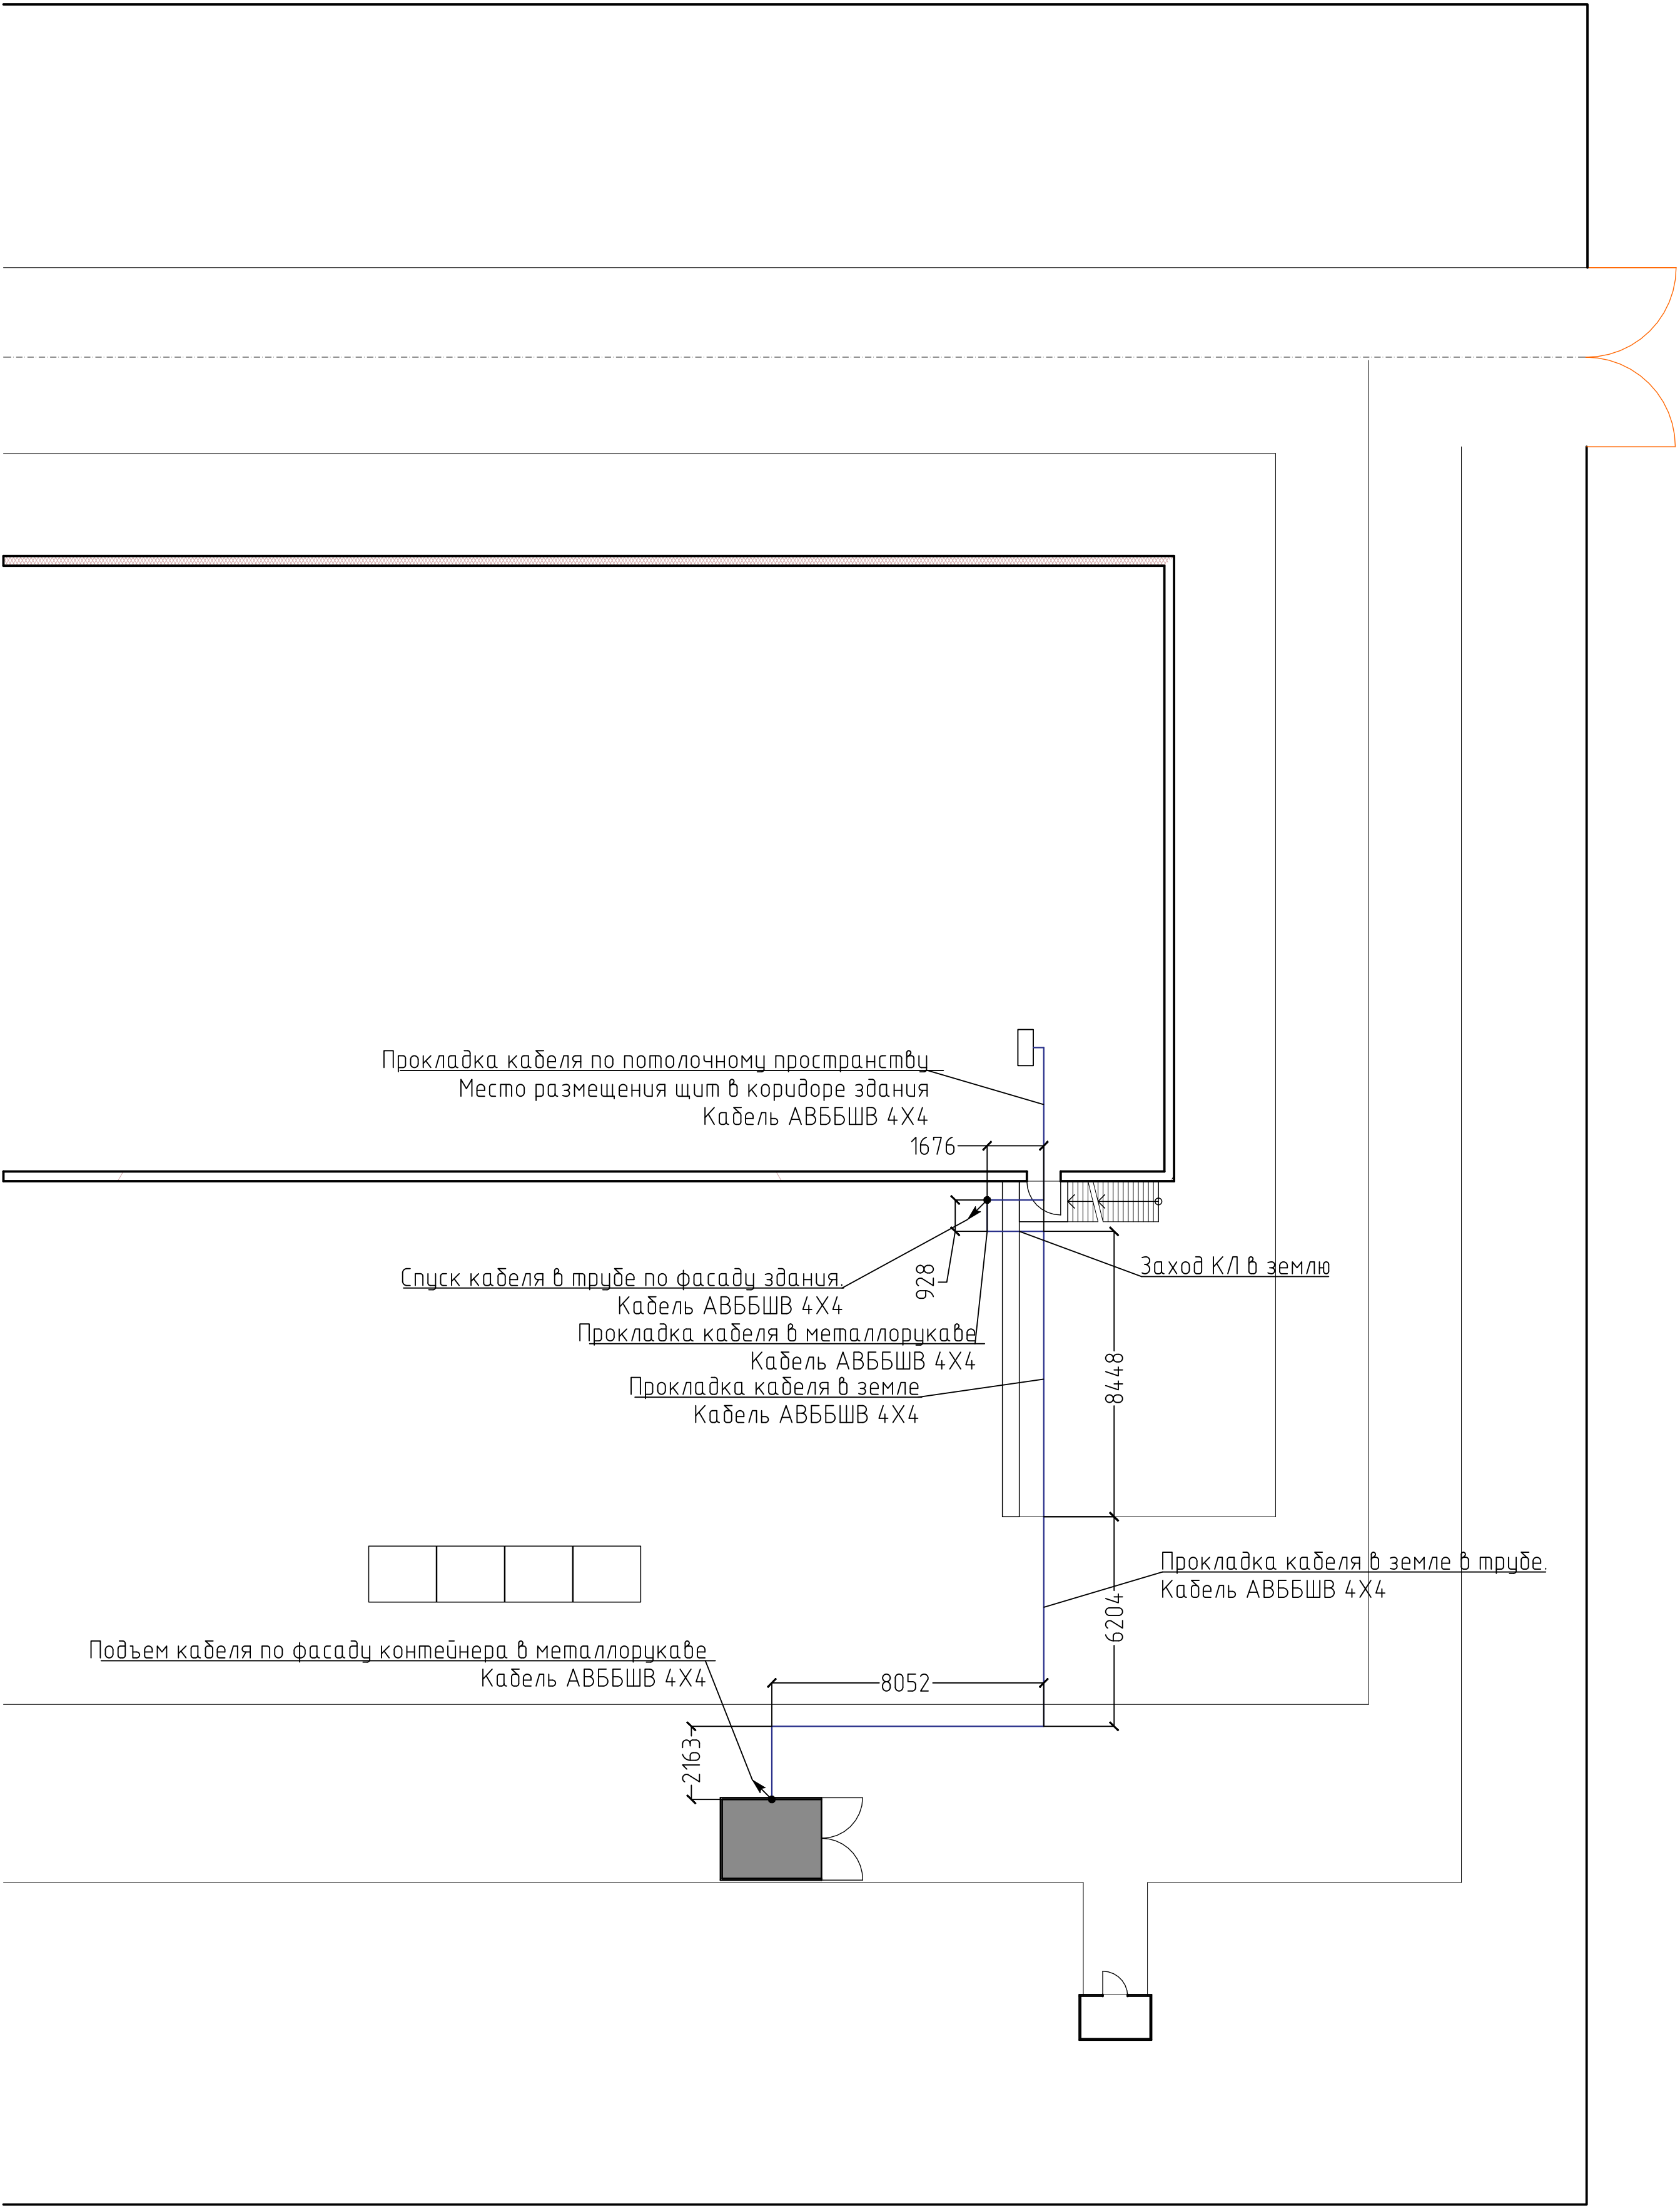 Прокладка кабеля по потолочному пространству
Место размещения щит в коридоре здания
Кабель АВББШВ 4Х4
1676
Заход КЛ в землю
Спуск кабеля в трубе по фасаду здания.
Кабель АВББШВ 4Х4
928
Прокладка кабеля в металлорукаве
Кабель АВББШВ 4Х4
8448
Прокладка кабеля в земле
Кабель АВББШВ 4Х4
Прокладка кабеля в земле в трубе.
Кабель АВББШВ 4Х4
6204
Подъем кабеля по фасаду контейнера в металлорукаве
Кабель АВББШВ 4Х4
8052
2163